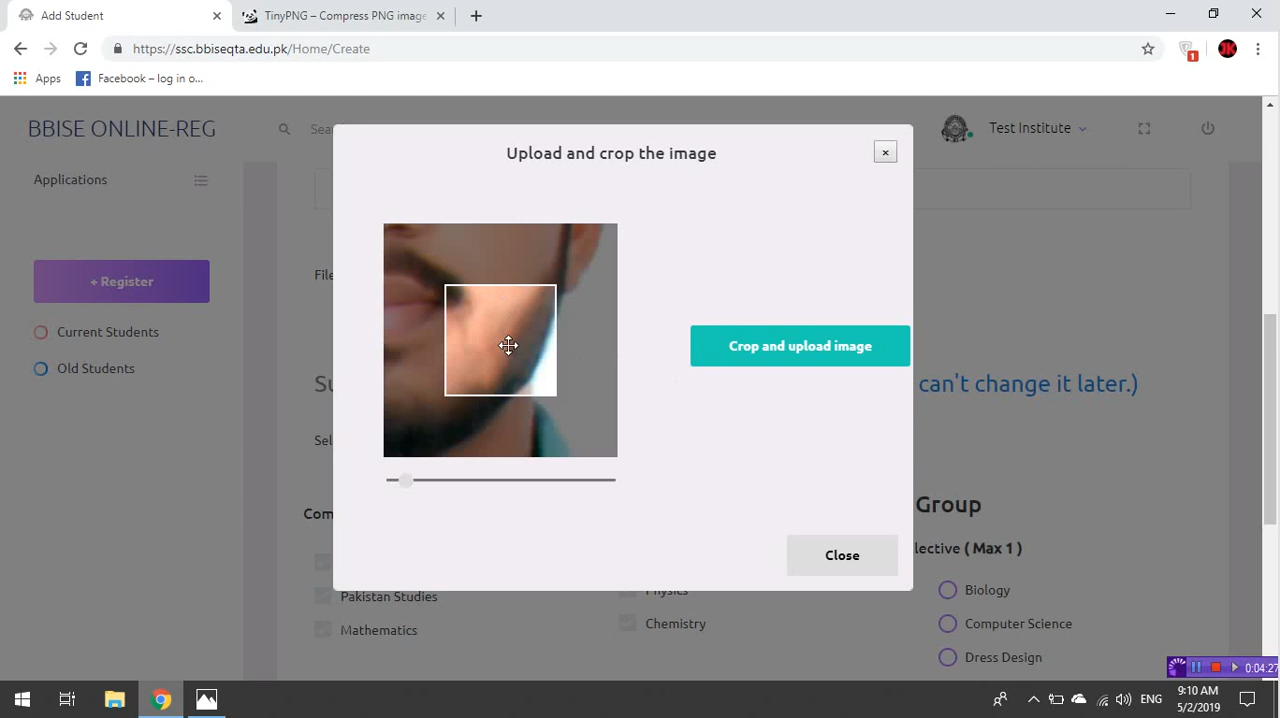 Add Student
TinyPNG – Compress PNG image
https://ssc.bbiseqta.edu.pk/Home/Create
1
Apps
Facebook – log in o...
BBISE ONLINE-REG
Test Institute
Upload and crop the image
Applications
+ Register
Current Students
Old Students
Crop and upload image
can't change it later.)
Close
Group
( Max 1 )
Pakistan Studies
Physics
Biology
Mathematics
Chemistry
Computer Science
Dress Design
0:04:27
ENG
9:10 AM
5/2/2019